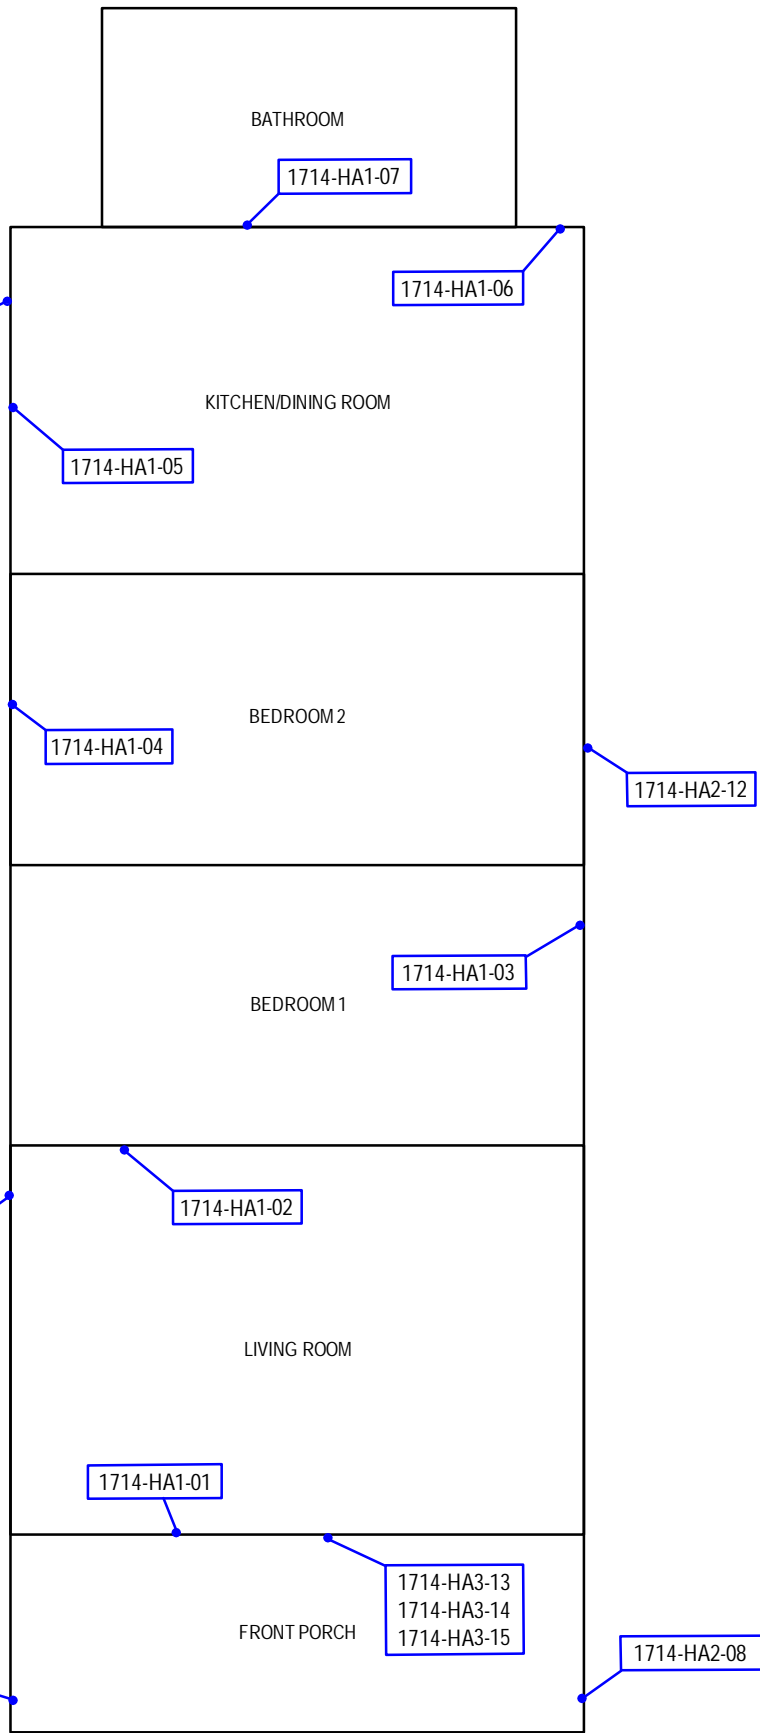 BATHROOM
1714-HA1-07
1714-HA1-06
KITCHEN/DINING ROOM
1714-HA1-05
BEDROOM 2
1714-HA1-04
1714-HA2-12
1714-HA1-03
BEDROOM 1
1714-HA1-02
LIVING ROOM
1714-HA1-01
1714-HA3-13
1714-HA3-14
1714-HA3-15
FRONT PORCH
1714-HA2-08